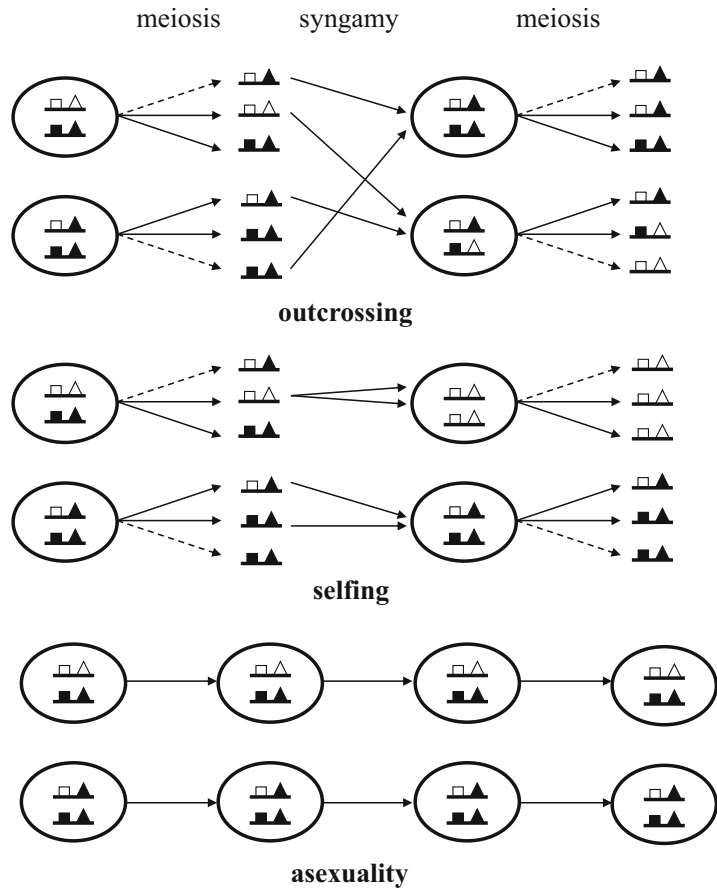 meiosis syngamy meiosis
outcrossing
selfing
asexuality